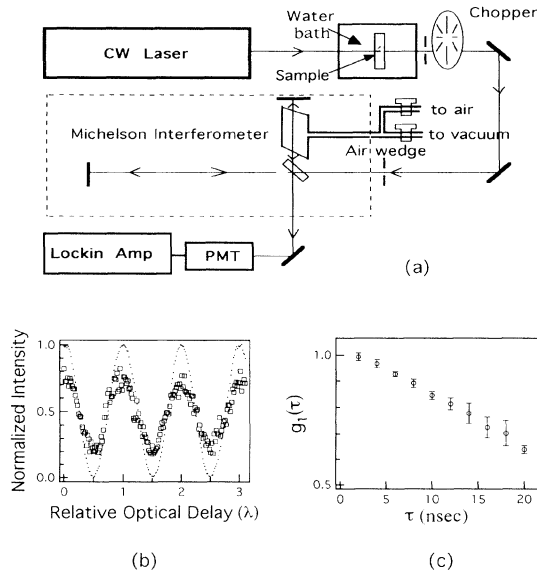 CW Laser
Water
bath
Sample
Chopper
Michelson Interferometer
to air
to vacuum
Air wedge
Lockin Amp
PMT
(a)
Normalized Intensity
1.0
0.5
0.0
0
1
2
3
Relative Optical Delay (λ)
(b)
g₁(τ)
1.0
0.5
0
5
10
15
20
τ (nsec)
(c)